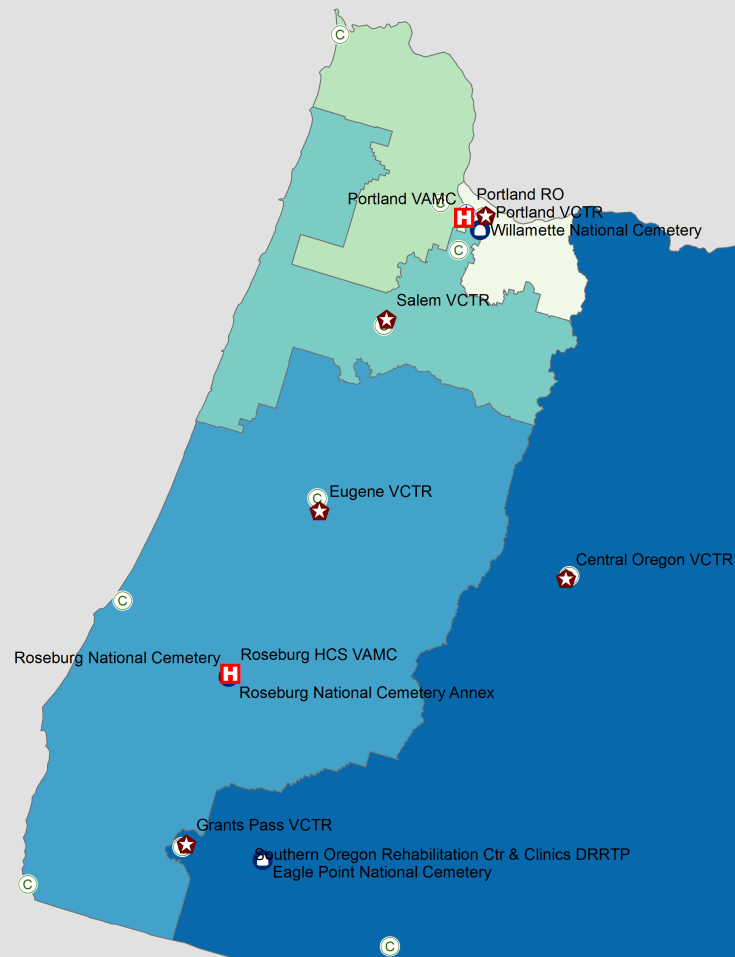 C
Portland RO
Portland VAMC
C
H
Portland VCTR
Willamette National Cemetery
C
Salem VCTR
C
Eugene VCTR
Central Oregon VCTR
C
Roseburg HCS VAMC
Roseburg National Cemetery
H
Roseburg National Cemetery Annex
Grants Pass VCTR
Southern Oregon Rehabilitation Ctr & Clinics DRRTP
Eagle Point National Cemetery
C
C